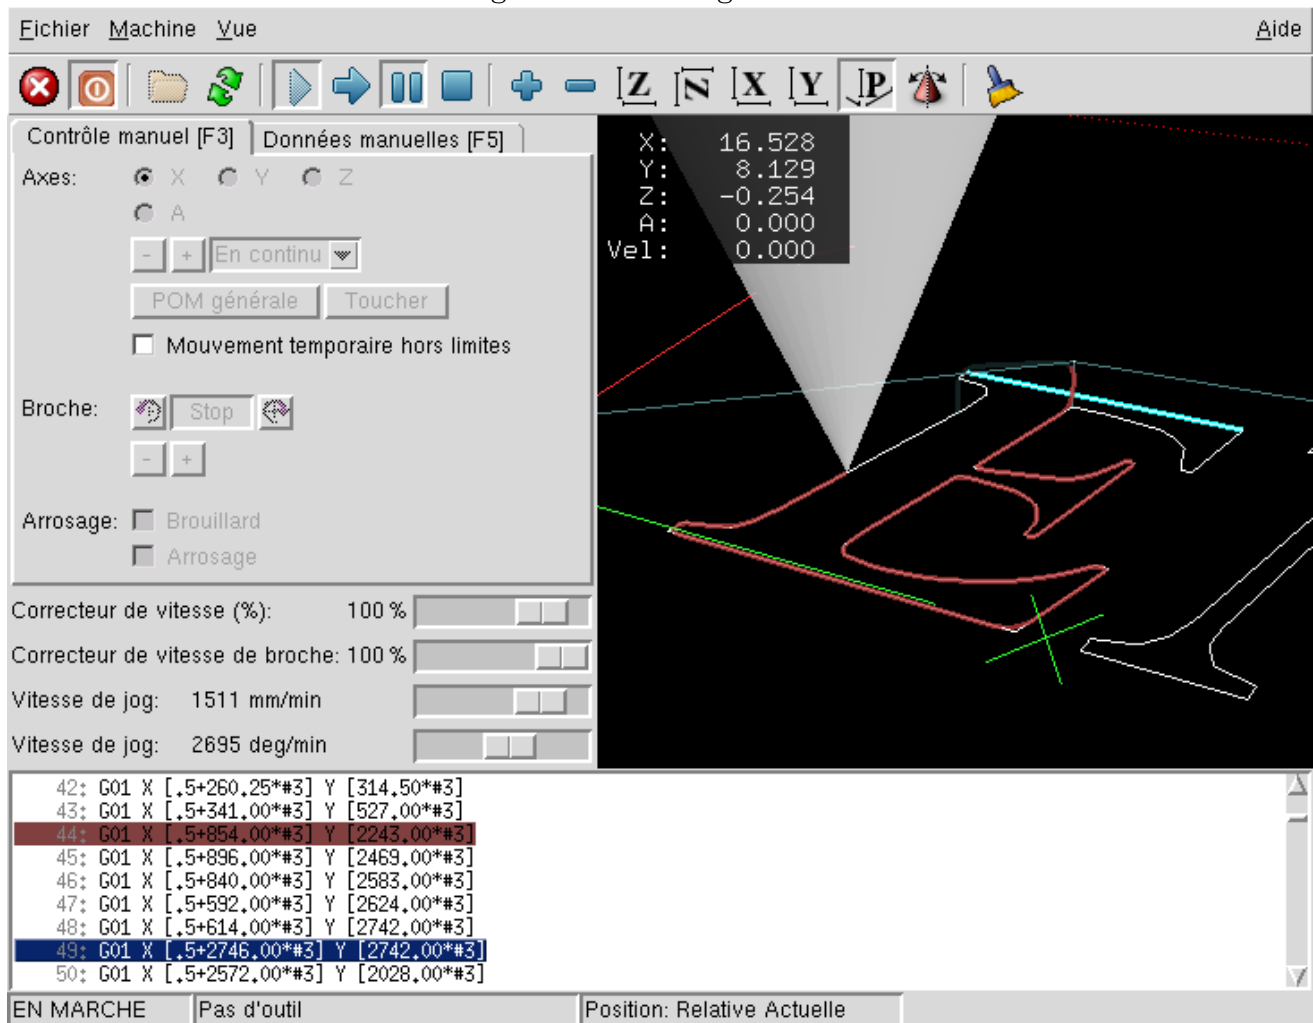 Fichier Machine Vue Aide
Z N X Y P
Contrôle manuel [F3] Données manuelles [F5]
Axes: X Y Z
A
- + En continu
POM générale Toucher
Mouvement temporaire hors limites
Broche: Stop
- +
Arrosage: Brouillard
Arrosage
Correcteur de vitesse (%): 100 %
Correcteur de vitesse de broche: 100 %
Vitesse de jog: 1511 mm/min
Vitesse de jog: 2695 deg/min
X: 16.528
Y: 8.129
Z: -0.254
A: 0.000
Vel: 0.000
42: G01 X [.5+260.25*#3] Y [314.50*#3]
43: G01 X [.5+341.00*#3] Y [527.00*#3]
44: G01 X [.5+854.00*#3] Y [2243.00*#3]
45: G01 X [.5+896.00*#3] Y [2469.00*#3]
46: G01 X [.5+840.00*#3] Y [2583.00*#3]
47: G01 X [.5+592.00*#3] Y [2624.00*#3]
48: G01 X [.5+614.00*#3] Y [2742.00*#3]
49: G01 X [.5+2746.00*#3] Y [2742.00*#3]
50: G01 X [.5+2572.00*#3] Y [2028.00*#3]
EN MARCHE Pas d'outil Position: Relative Actuelle